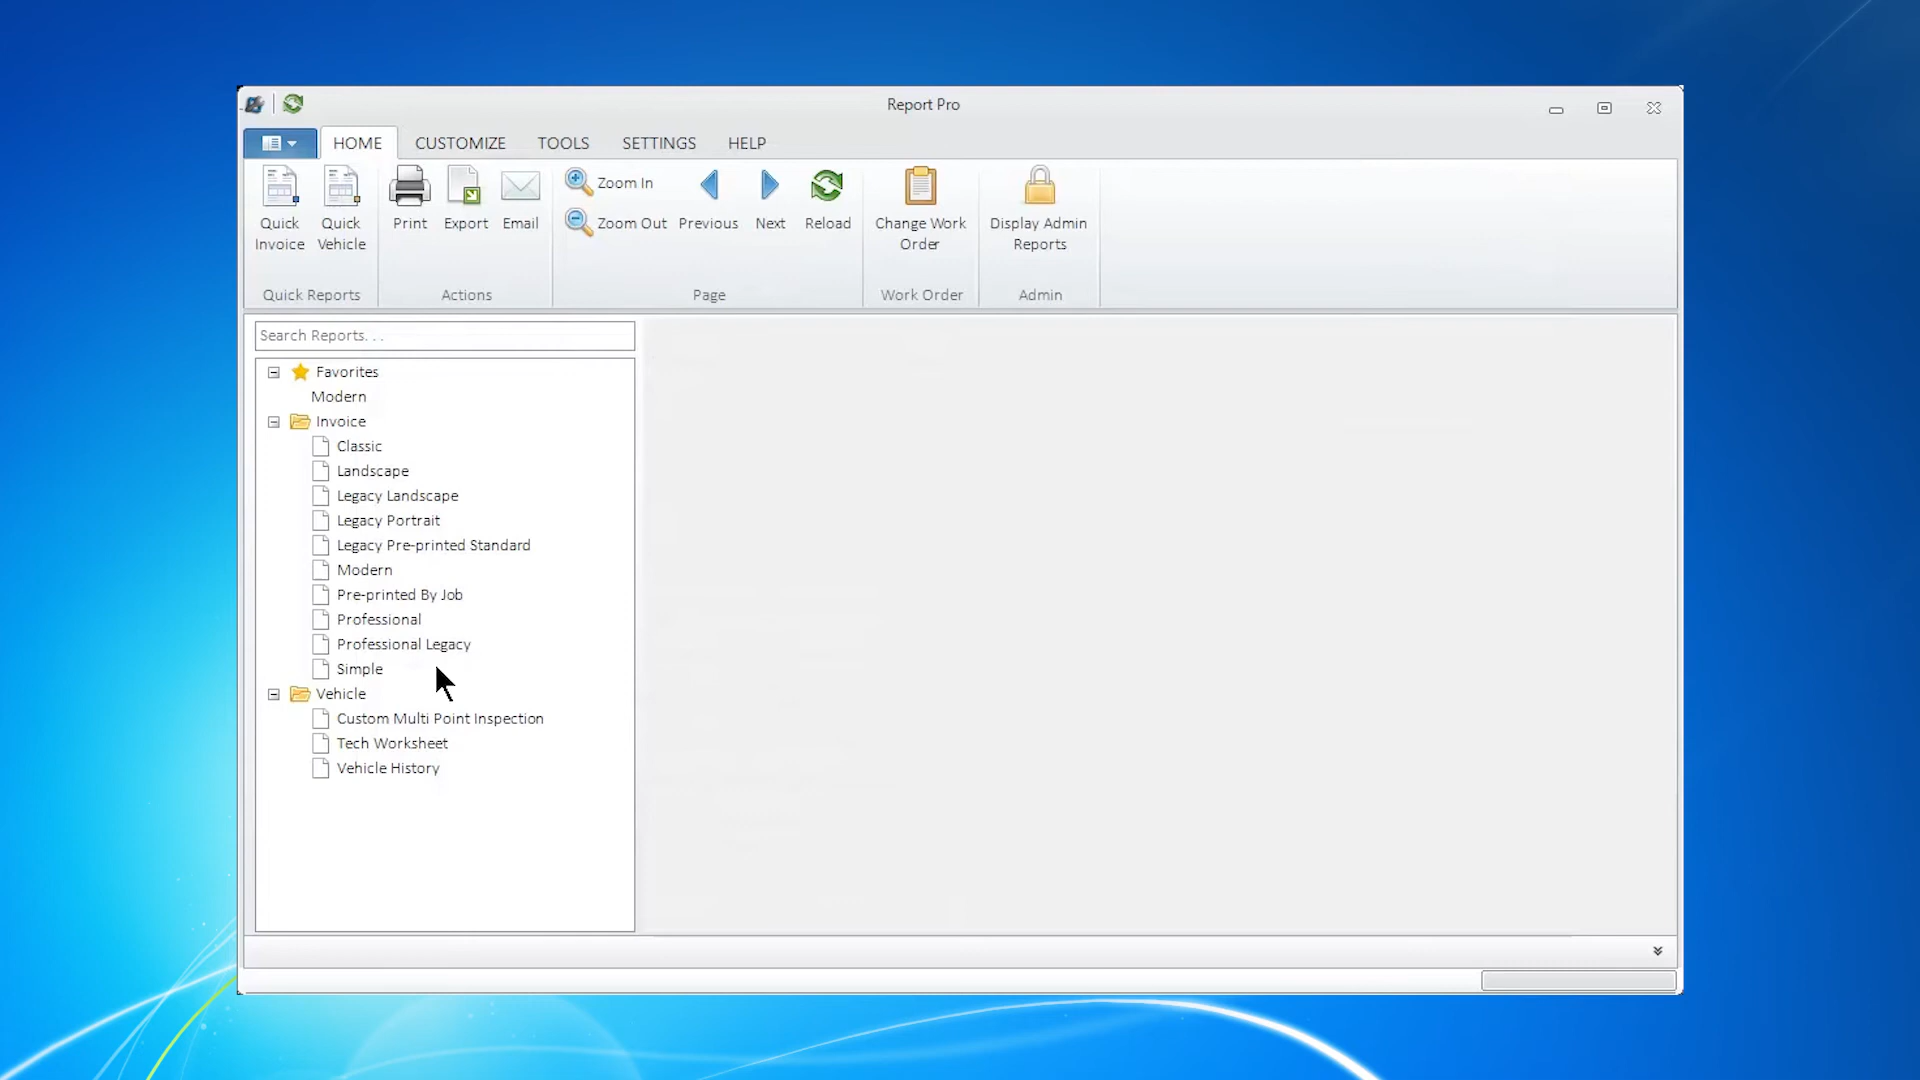 Report Pro
HOME CUSTOMIZE TOOLS SETTINGS HELP
Quick Invoice
Quick Vehicle
Print
Export
Email
Zoom In
Zoom Out
Previous
Next
Reload
Change Work Order
Display Admin Reports
Quick Reports
Actions
Page
Work Order
Admin
Search Reports. . .
Favorites
Modern
Invoice
Classic
Landscape
Legacy Landscape
Legacy Portrait
Legacy Pre-printed Standard
Modern
Pre-printed By Job
Professional
Professional Legacy
Simple
Vehicle
Custom Multi Point Inspection
Tech Worksheet
Vehicle History